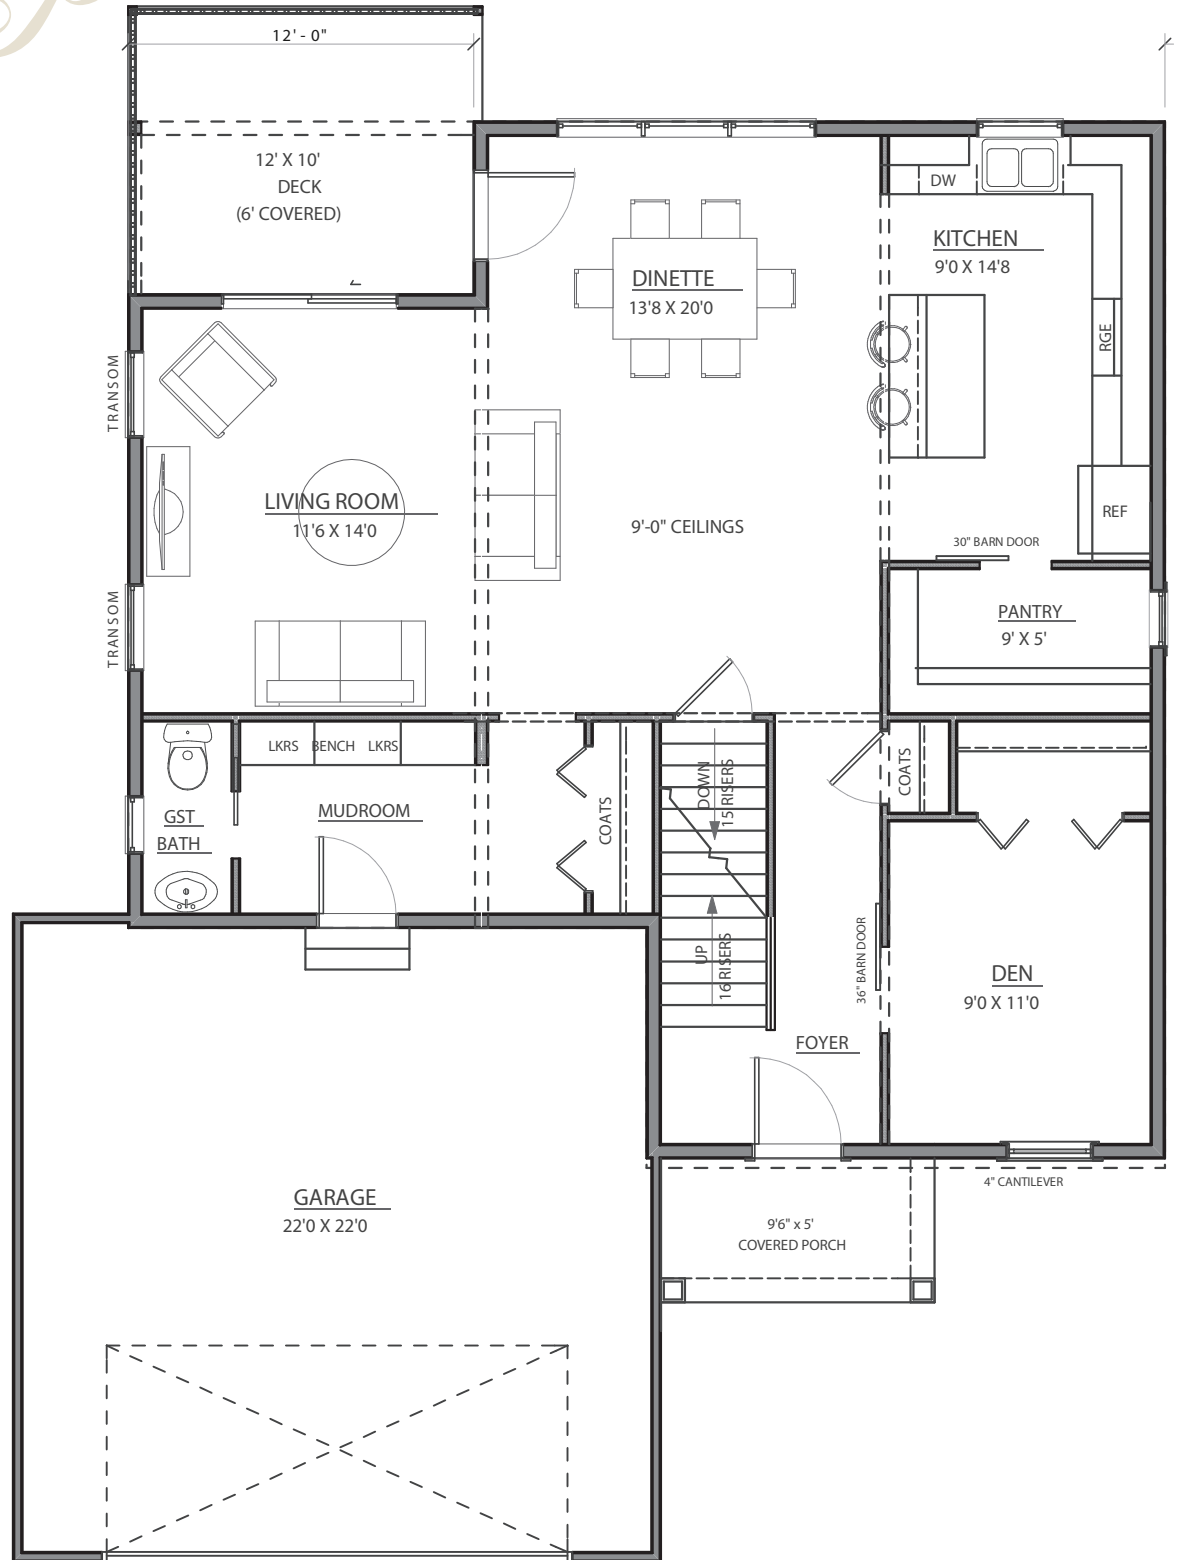 12' - 0"
12' X 10'
DECK
(6' COVERED)
DW
KITCHEN
9'0 X 14'8
DINETTE
13'8 X 20'0
RGE
TRANSOM
LIVING ROOM
11'6 X 14'0
9'-0" CEILINGS
REF
30" BARN DOOR
TRANSOM
PANTRY
9' X 5'
LKRS BENCH LKRS
GST
BATH
MUDROOM
COATS
DOWN
15 RISERS
COATS
UP
16 RISERS
36" BARN DOOR
DEN
9'0 X 11'0
FOYER
4" CANTILEVER
GARAGE
22'0 X 22'0
9'6" x 5'
COVERED PORCH